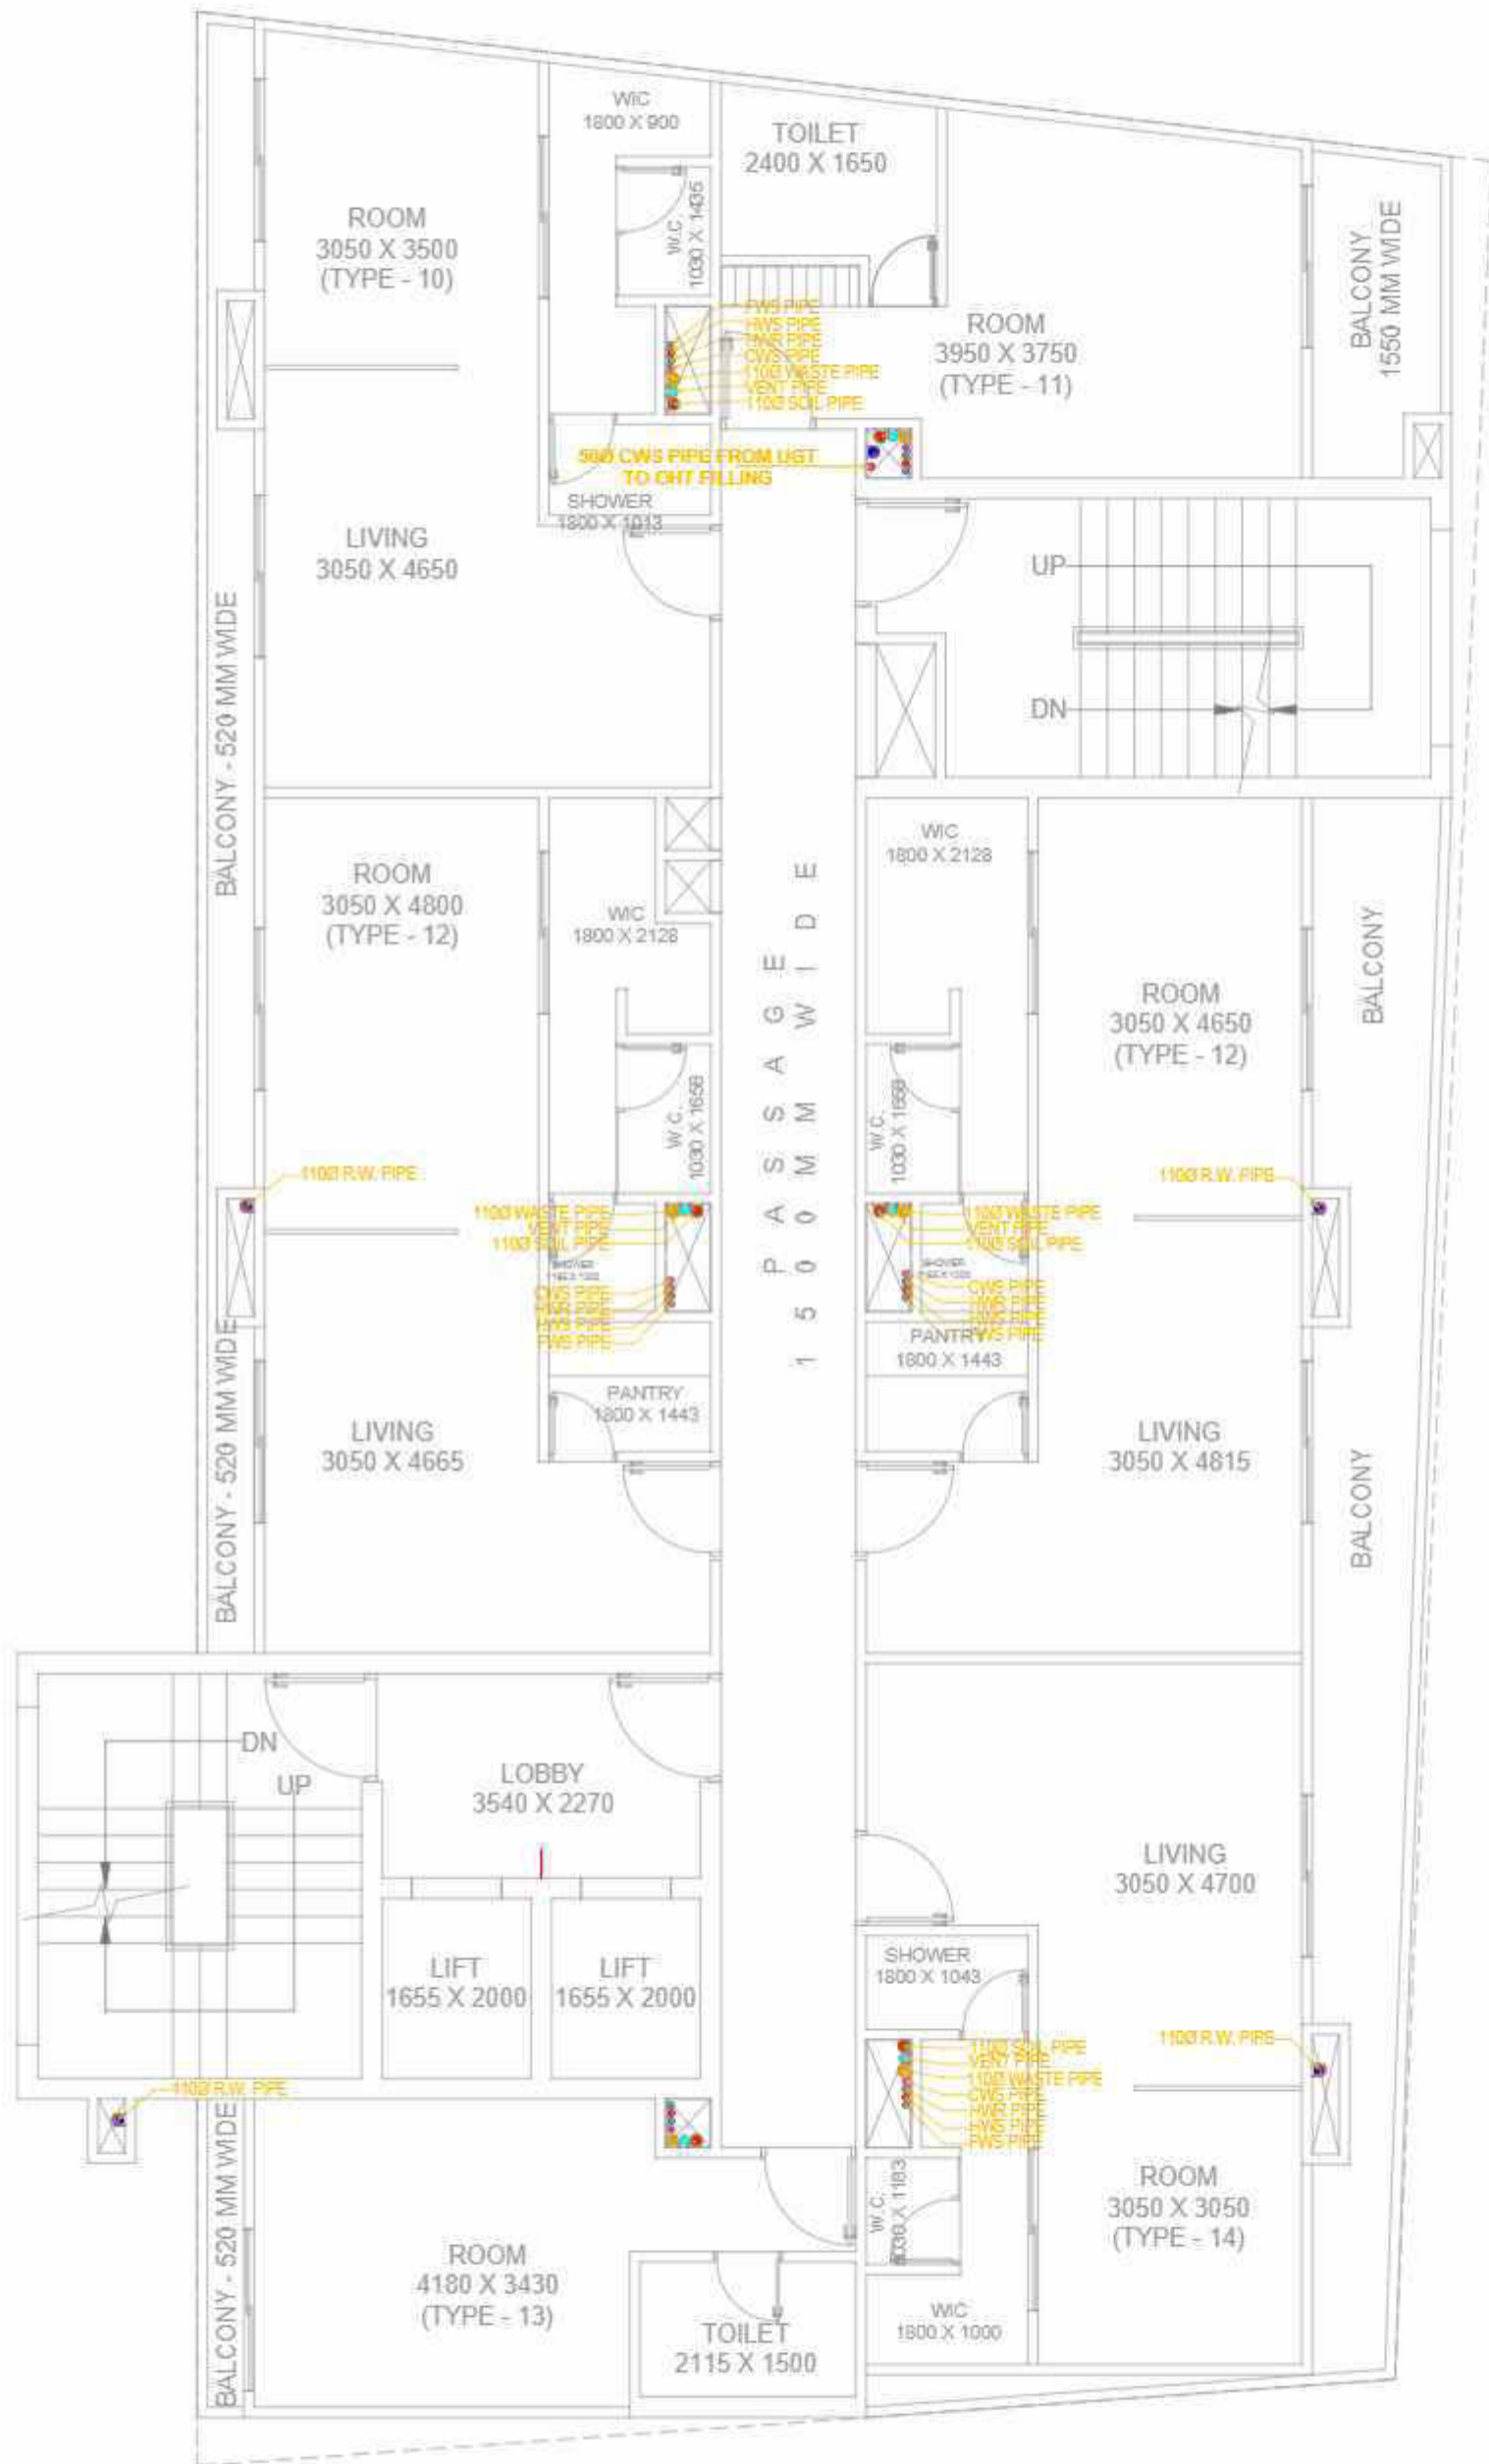 WIC
1800 X 900
TOILET
2400 X 1650
ROOM
3050 X 3500
(TYPE - 10)
W.C.
1030 X 1435
BALCONY
1550 MM WIDE
FWS PIPE
HWS PIPE
HWR PIPE
CWS PIPE
110Ø WASTE PIPE
VENT PIPE
110Ø SOIL PIPE
ROOM
3950 X 3750
(TYPE - 11)
CWS PIPE FROM UGT
TO OHT FILLING
SHOWER
1800 X 1013
LIVING
3050 X 4650
UP
DN
BALCONY - 520 MM WIDE
ROOM
3050 X 4800
(TYPE - 12)
WIC
1800 X 2128
WIC
1800 X 2128
PASSAGE
1500MM WIDE
ROOM
3050 X 4650
(TYPE - 12)
BALCONY
W.C.
1030 X 1658
W.C.
1030 X 1658
110Ø R.W. PIPE
110Ø R.W. PIPE
110Ø WASTE PIPE
VENT PIPE
110Ø SOIL PIPE
110Ø WASTE PIPE
VENT PIPE
110Ø SOIL PIPE
SHOWER
SHOWER
CWS PIPE
HWR PIPE
HWS PIPE
FWS PIPE
CWS PIPE
HWR PIPE
HWS PIPE
FWS PIPE
PANTRY
1800 X 1443
PANTRY
1800 X 1443
LIVING
3050 X 4665
LIVING
3050 X 4815
BALCONY - 520 MM WIDE
BALCONY
DN
UP
LOBBY
3540 X 2270
LIVING
3050 X 4700
LIFT
1655 X 2000
LIFT
1655 X 2000
SHOWER
1800 X 1043
110Ø SOIL PIPE
VENT PIPE
110Ø WASTE PIPE
CWS PIPE
HWR PIPE
HWS PIPE
FWS PIPE
110Ø R.W. PIPE
110Ø R.W. PIPE
BALCONY - 520 MM WIDE
W.C.
1030 X 1183
ROOM
3050 X 3050
(TYPE - 14)
ROOM
4180 X 3430
(TYPE - 13)
TOILET
2115 X 1500
WIC
1800 X 1000